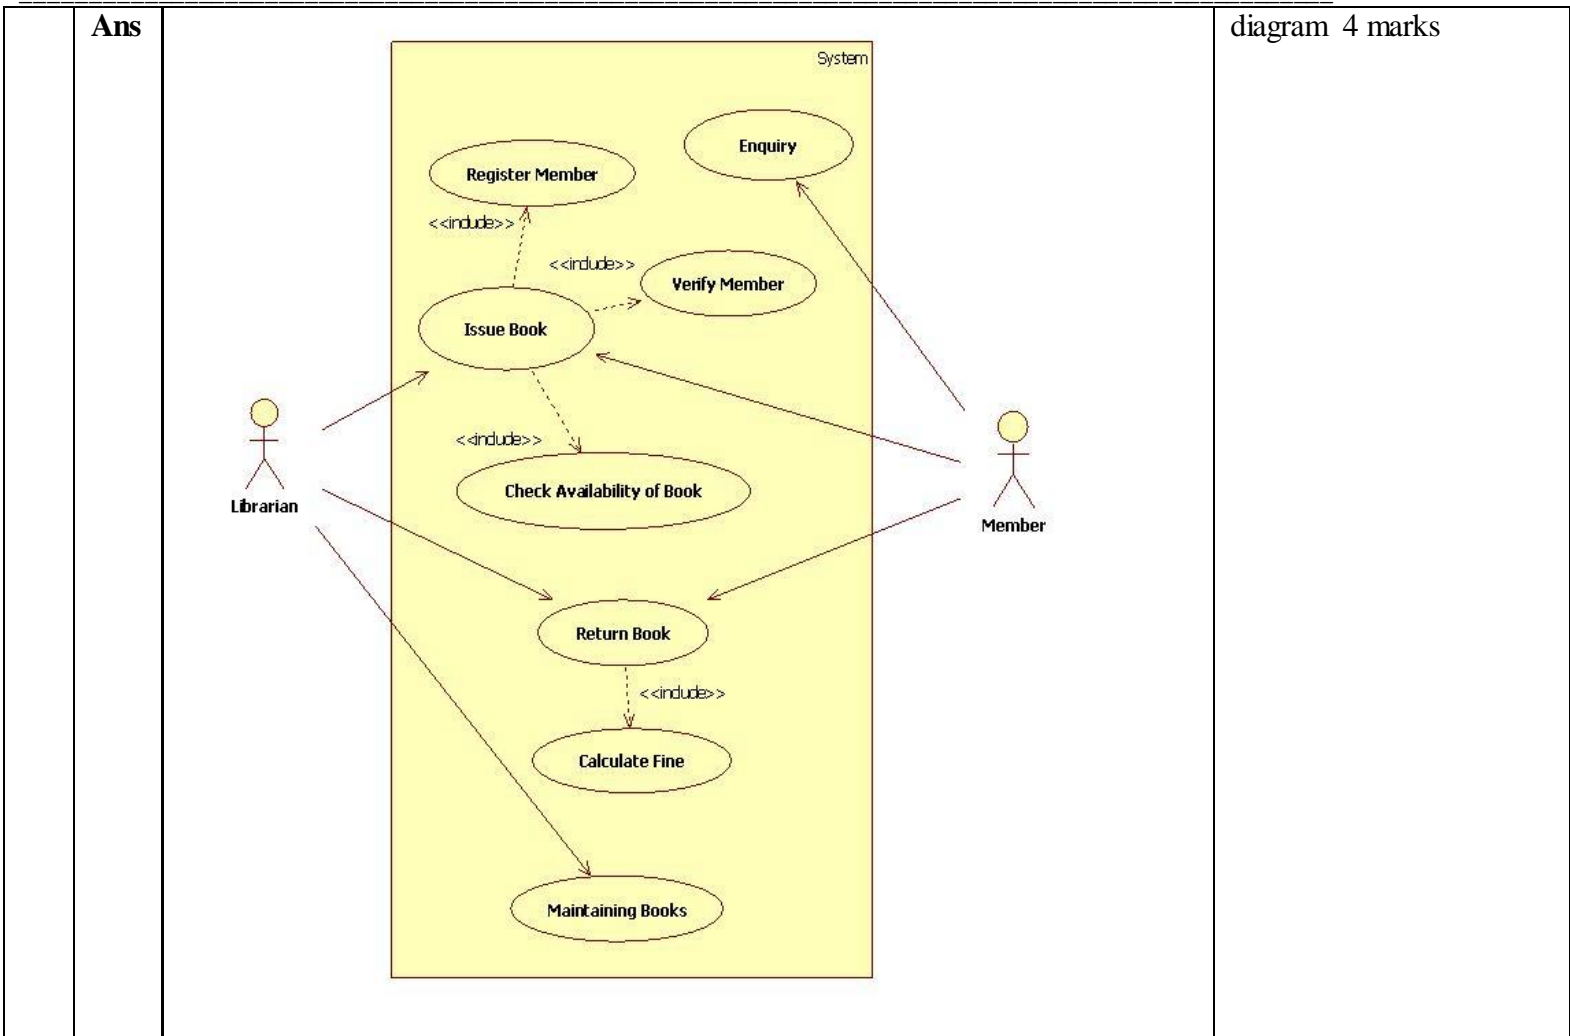 Ans
diagram 4 marks
System
Enquiry
Register Member
<<include>>
<<include>>
Verify Member
Issue Book
<<include>>
Check Availability of Book
Librarian
Member
Return Book
<<include>>
Calculate Fine
Maintaining Books